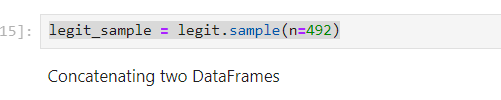 15]: legit_sample = legit.sample(n=492)
Concatenating two DataFrames